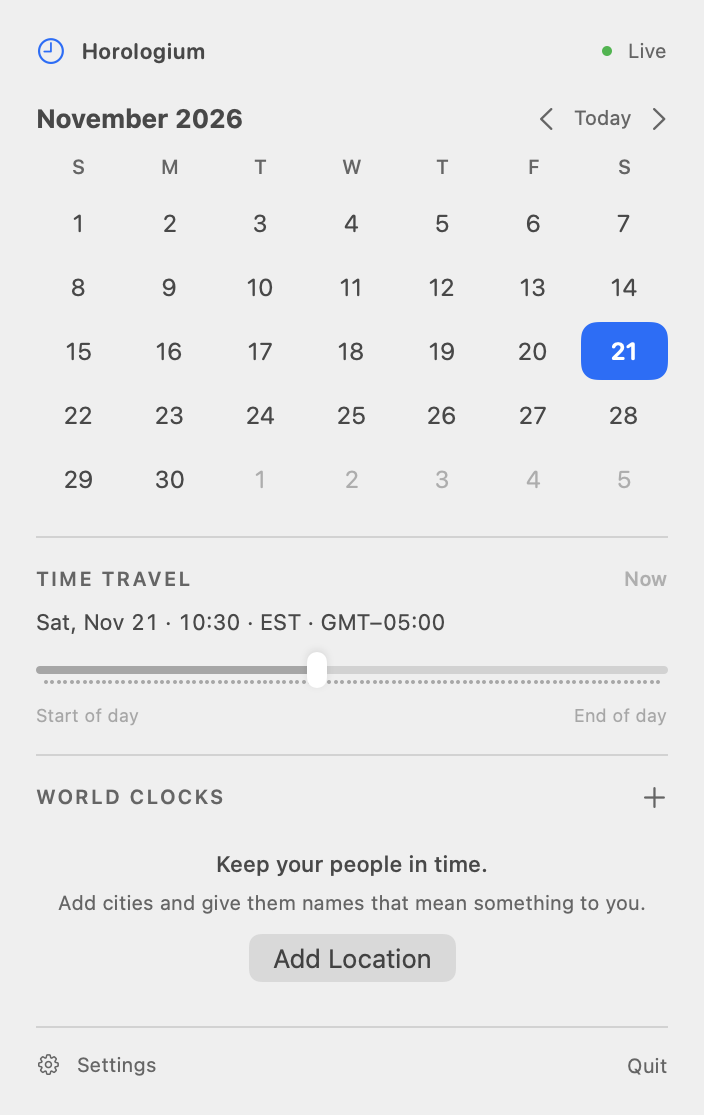 Horologium Live
November 2026 Today
S M T W T F S
1 2 3 4 5 6 7
8 9 10 11 12 13 14
15 16 17 18 19 20 21
22 23 24 25 26 27 28
29 30 1 2 3 4 5
TIME TRAVEL Now
Sat, Nov 21 · 10:30 · EST · GMT−05:00
Start of day End of day
WORLD CLOCKS
Keep your people in time.
Add cities and give them names that mean something to you.
Add Location
Settings Quit